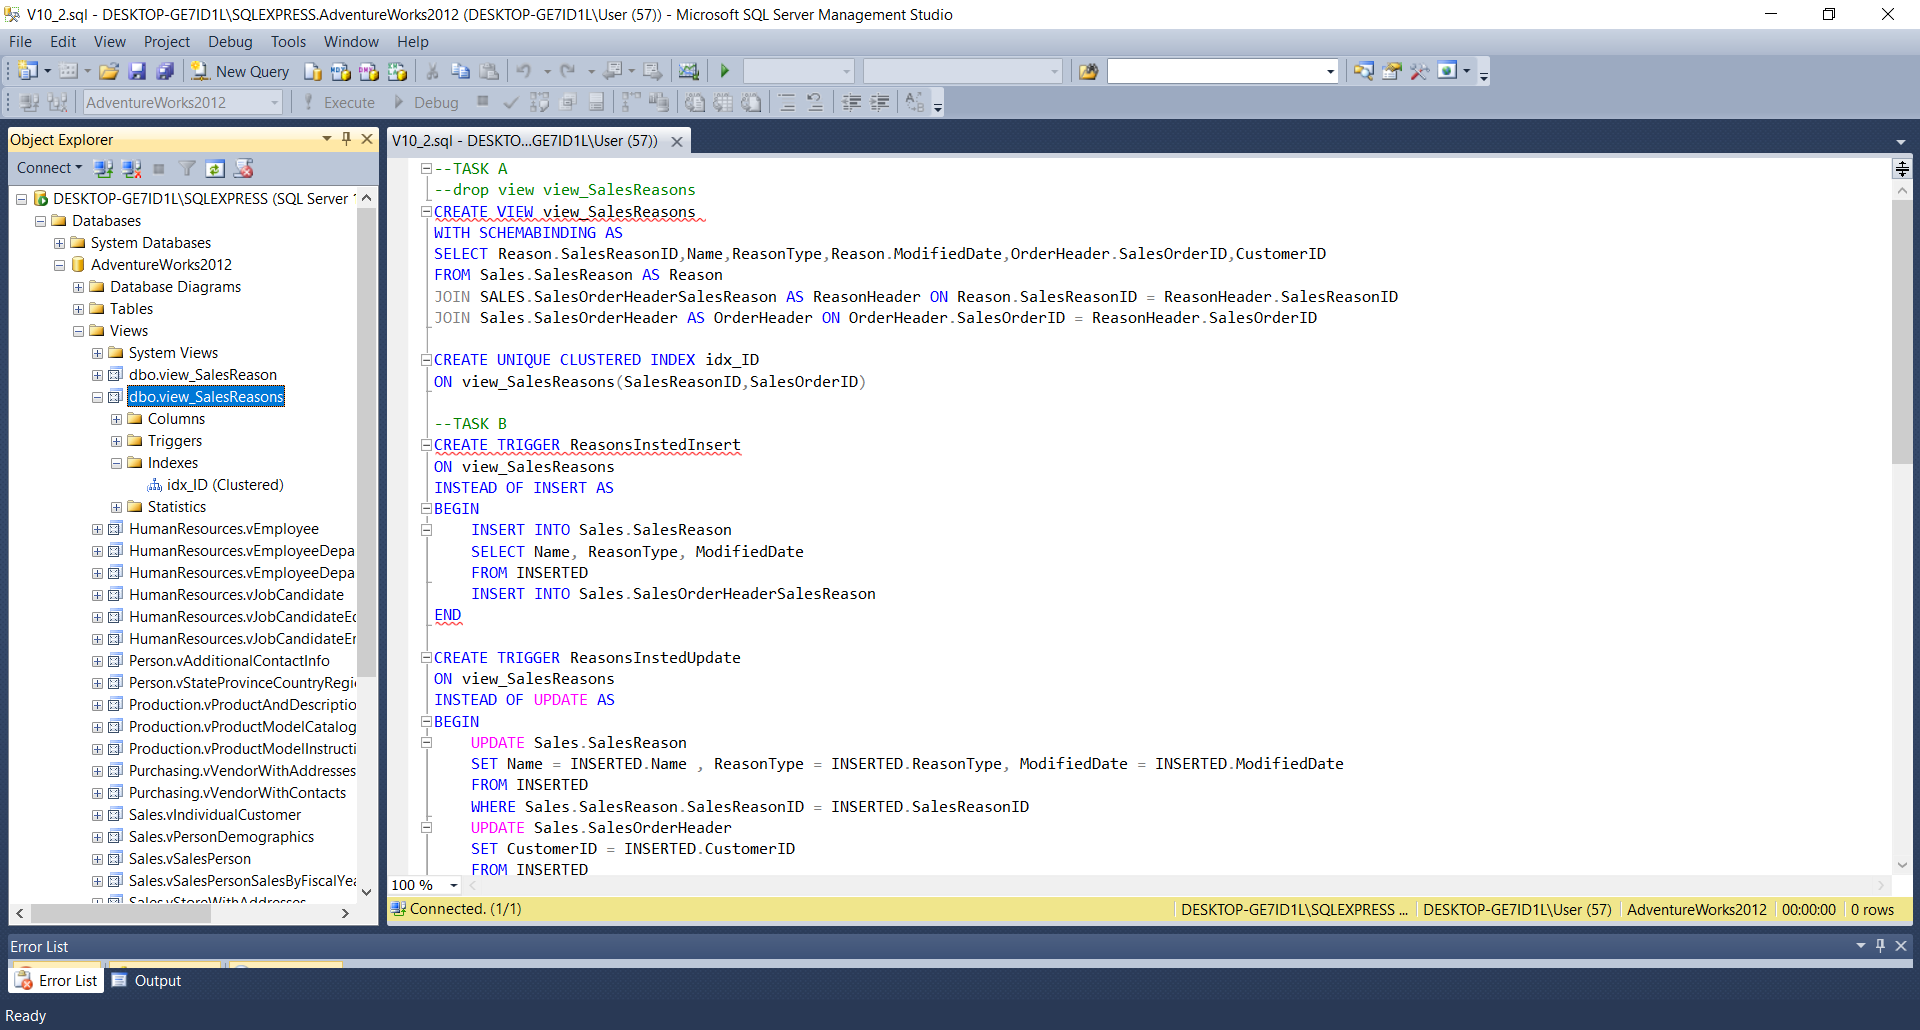 V10_2.sql - DESKTOP-GE7ID1L\SQLEXPRESS.AdventureWorks2012 (DESKTOP-GE7ID1L\User (57)) - Microsoft SQL Server Management Studio
File Edit View Project Debug Tools Window Help
New Query
AdventureWorks2012 Execute Debug
Object Explorer
Connect
DESKTOP-GE7ID1L\SQLEXPRESS (SQL Server
Databases
System Databases
AdventureWorks2012
Database Diagrams
Tables
Views
System Views
dbo.view_SalesReason
dbo.view_SalesReasons
Columns
Triggers
Indexes
idx_ID (Clustered)
Statistics
HumanResources.vEmployee
HumanResources.vEmployeeDepa
HumanResources.vEmployeeDepa
HumanResources.vJobCandidate
HumanResources.vJobCandidateEc
HumanResources.vJobCandidateEr
Person.vAdditionalContactInfo
Person.vStateProvinceCountryRegi
Production.vProductAndDescriptio
Production.vProductModelCatalog
Production.vProductModelInstructi
Purchasing.vVendorWithAddresses
Purchasing.vVendorWithContacts
Sales.vIndividualCustomer
Sales.vPersonDemographics
Sales.vSalesPerson
Sales.vSalesPersonSalesByFiscalYea
Sales.vStoreWithAddresses
V10_2.sql - DESKTO...GE7ID1L\User (57))
--TASK A
--drop view view_SalesReasons
CREATE VIEW view_SalesReasons
WITH SCHEMABINDING AS
SELECT Reason.SalesReasonID,Name,ReasonType,Reason.ModifiedDate,OrderHeader.SalesOrderID,CustomerID
FROM Sales.SalesReason AS Reason
JOIN SALES.SalesOrderHeaderSalesReason AS ReasonHeader ON Reason.SalesReasonID = ReasonHeader.SalesReasonID
JOIN Sales.SalesOrderHeader AS OrderHeader ON OrderHeader.SalesOrderID = ReasonHeader.SalesOrderID
CREATE UNIQUE CLUSTERED INDEX idx_ID
ON view_SalesReasons(SalesReasonID,SalesOrderID)
--TASK B
CREATE TRIGGER ReasonsInstedInsert
ON view_SalesReasons
INSTEAD OF INSERT AS
BEGIN
INSERT INTO Sales.SalesReason
SELECT Name, ReasonType, ModifiedDate
FROM INSERTED
INSERT INTO Sales.SalesOrderHeaderSalesReason
END
CREATE TRIGGER ReasonsInstedUpdate
ON view_SalesReasons
INSTEAD OF UPDATE AS
BEGIN
UPDATE Sales.SalesReason
SET Name = INSERTED.Name , ReasonType = INSERTED.ReasonType, ModifiedDate = INSERTED.ModifiedDate
FROM INSERTED
WHERE Sales.SalesReason.SalesReasonID = INSERTED.SalesReasonID
UPDATE Sales.SalesOrderHeader
SET CustomerID = INSERTED.CustomerID
FROM INSERTED
100 %
Connected. (1/1) DESKTOP-GE7ID1L\SQLEXPRESS ... DESKTOP-GE7ID1L\User (57) AdventureWorks2012 00:00:00 0 rows
Error List
Error List Output
Ready